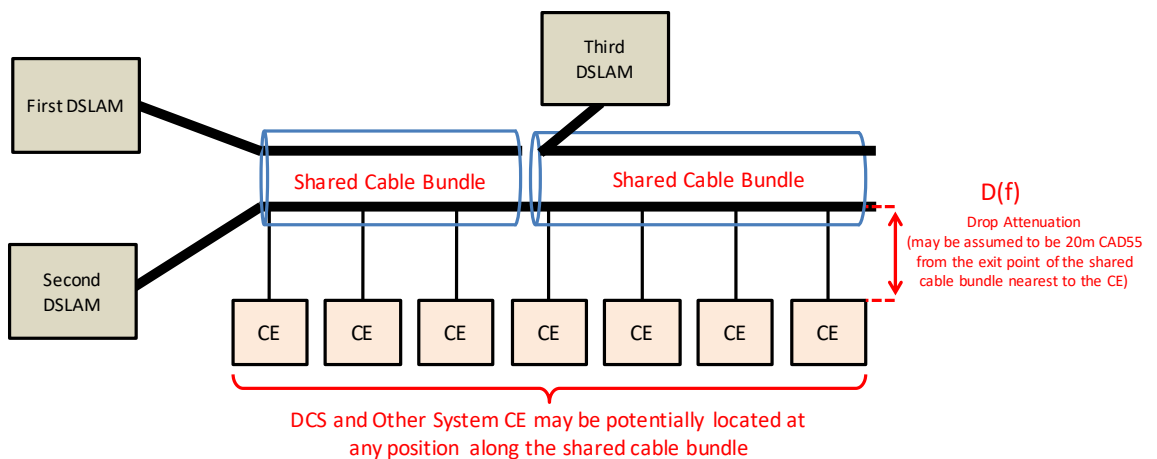 Third
DSLAM
First DSLAM
Shared Cable Bundle
Shared Cable Bundle
D(f)
Drop Attenuation
(may be assumed to be 20m CAD55
from the exit point of the shared
cable bundle nearest to the CE)
Second
DSLAM
CE
CE
CE
CE
CE
CE
CE
DCS and Other System CE may be potentially located at
any position along the shared cable bundle